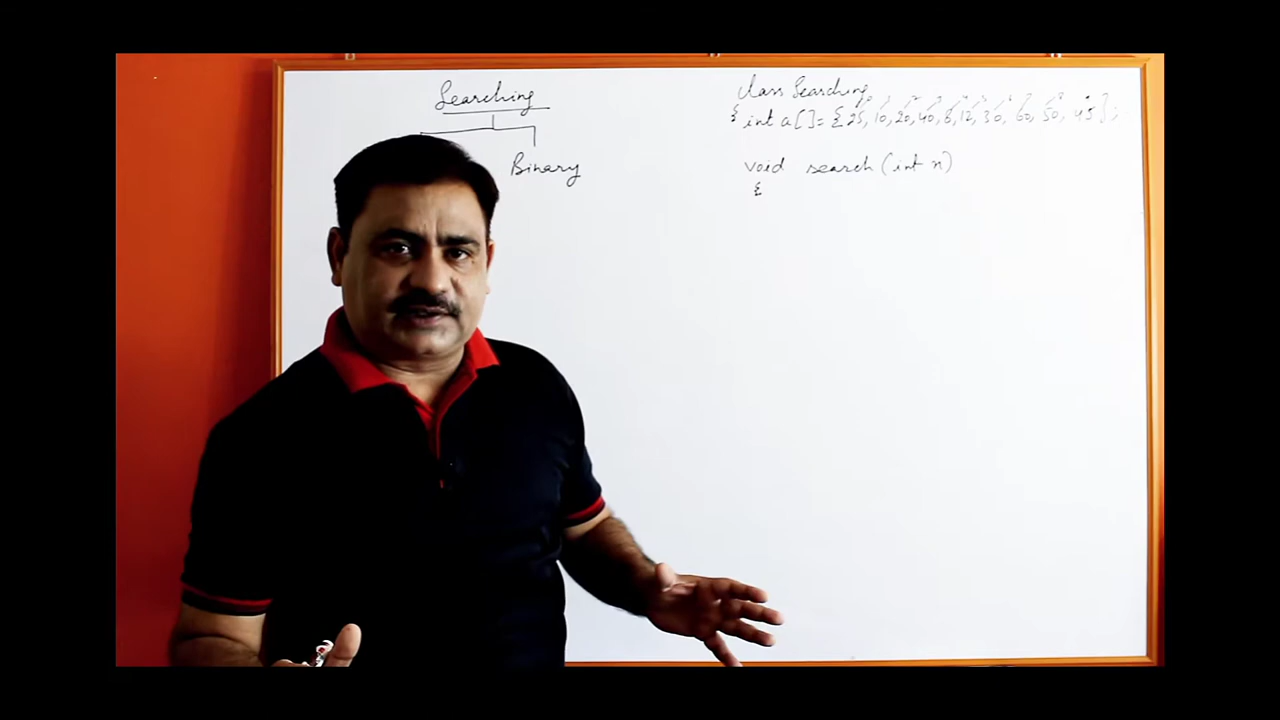 Searching
Binary
class Searching
{ int a[]= {25, 10, 20, 40, 8, 12, 30, 60, 50, 45};
void search(int n)
{